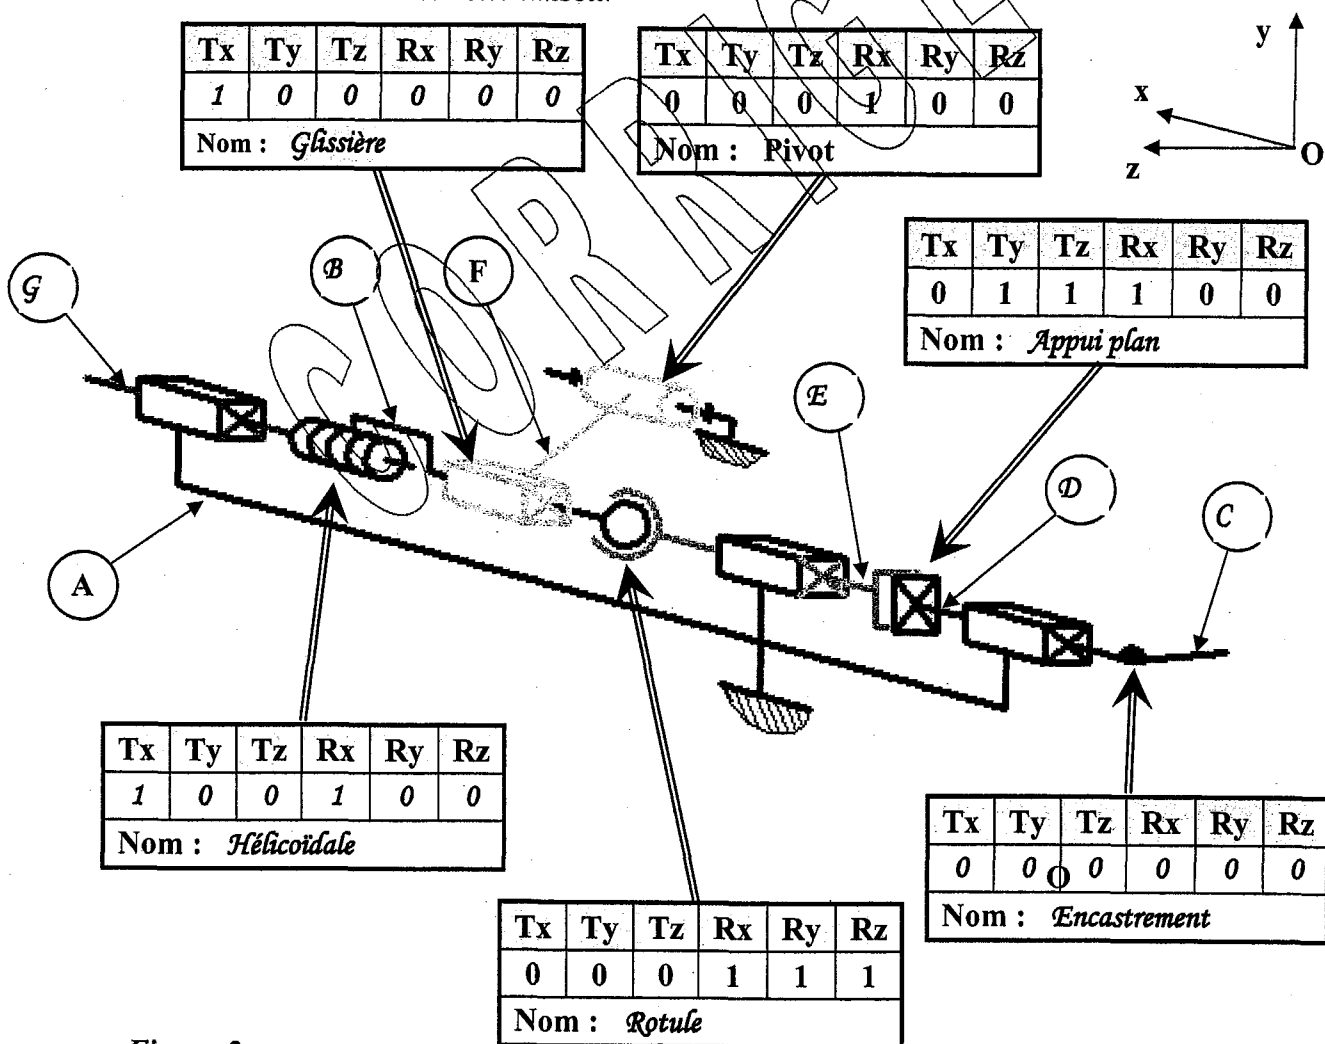 Tx Ty Tz Rx Ry Rz
1 0 0 0 0 0
Nom : Glissière
Tx Ty Tz Rx Ry Rz
0 0 0 1 0 0
Nom : Pivot
y
x
z
O
Tx Ty Tz Rx Ry Rz
0 1 1 1 0 0
Nom : Appui plan
CORRIGE
G
B
F
E
D
C
A
Tx Ty Tz Rx Ry Rz
1 0 0 1 0 0
Nom : Hélicoïdale
Tx Ty Tz Rx Ry Rz
0 0 0 0 0 0
O
Nom : Encastrement
Tx Ty Tz Rx Ry Rz
0 0 0 1 1 1
Nom : Rotule